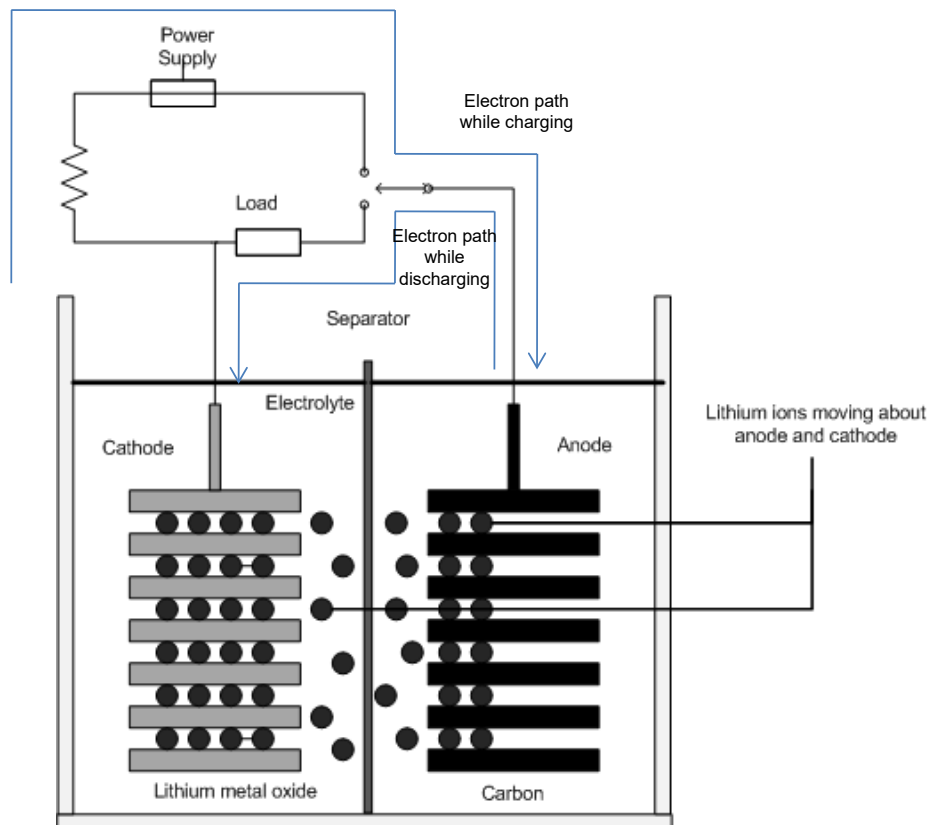 Power
Supply
Electron path
while charging
Load
Electron path
while
discharging
Separator
Electrolyte
Lithium ions moving about
anode and cathode
Cathode
Anode
Lithium metal oxide
Carbon